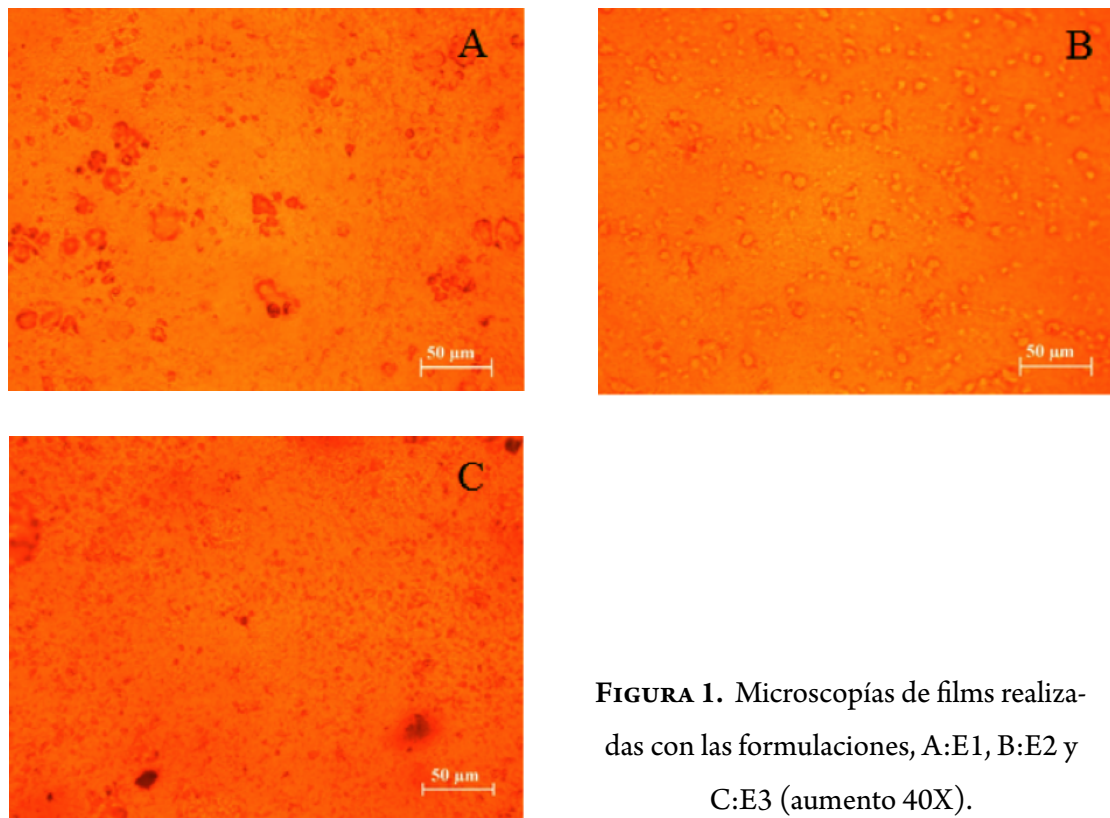 A
50 µm
B
50 µm
C
50 µm
FIGURA 1. Microscopías de films realiza-
das con las formulaciones, A:E1, B:E2 y
C:E3 (aumento 40X).